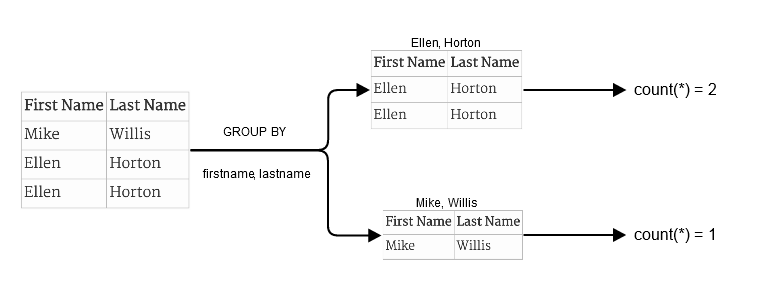 First Name Last Name
Mike Willis
Ellen Horton
Ellen Horton
GROUP BY
firstname, lastname
Ellen, Horton
First Name Last Name
Ellen Horton
Ellen Horton
count(*) = 2
Mike, Willis
First Name Last Name
Mike Willis
count(*) = 1